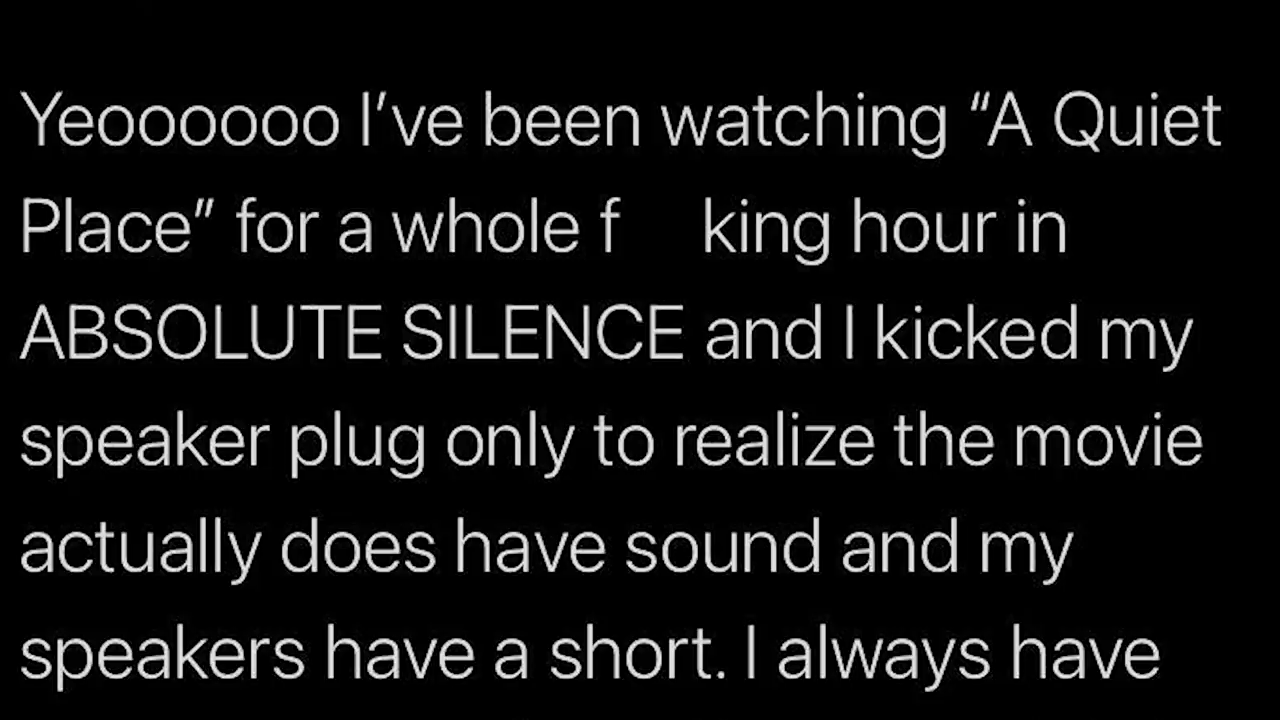 Yeoooooo I’ve been watching “A Quiet
Place” for a whole f    king hour in
ABSOLUTE SILENCE and I kicked my
speaker plug only to realize the movie
actually does have sound and my
speakers have a short. I always have